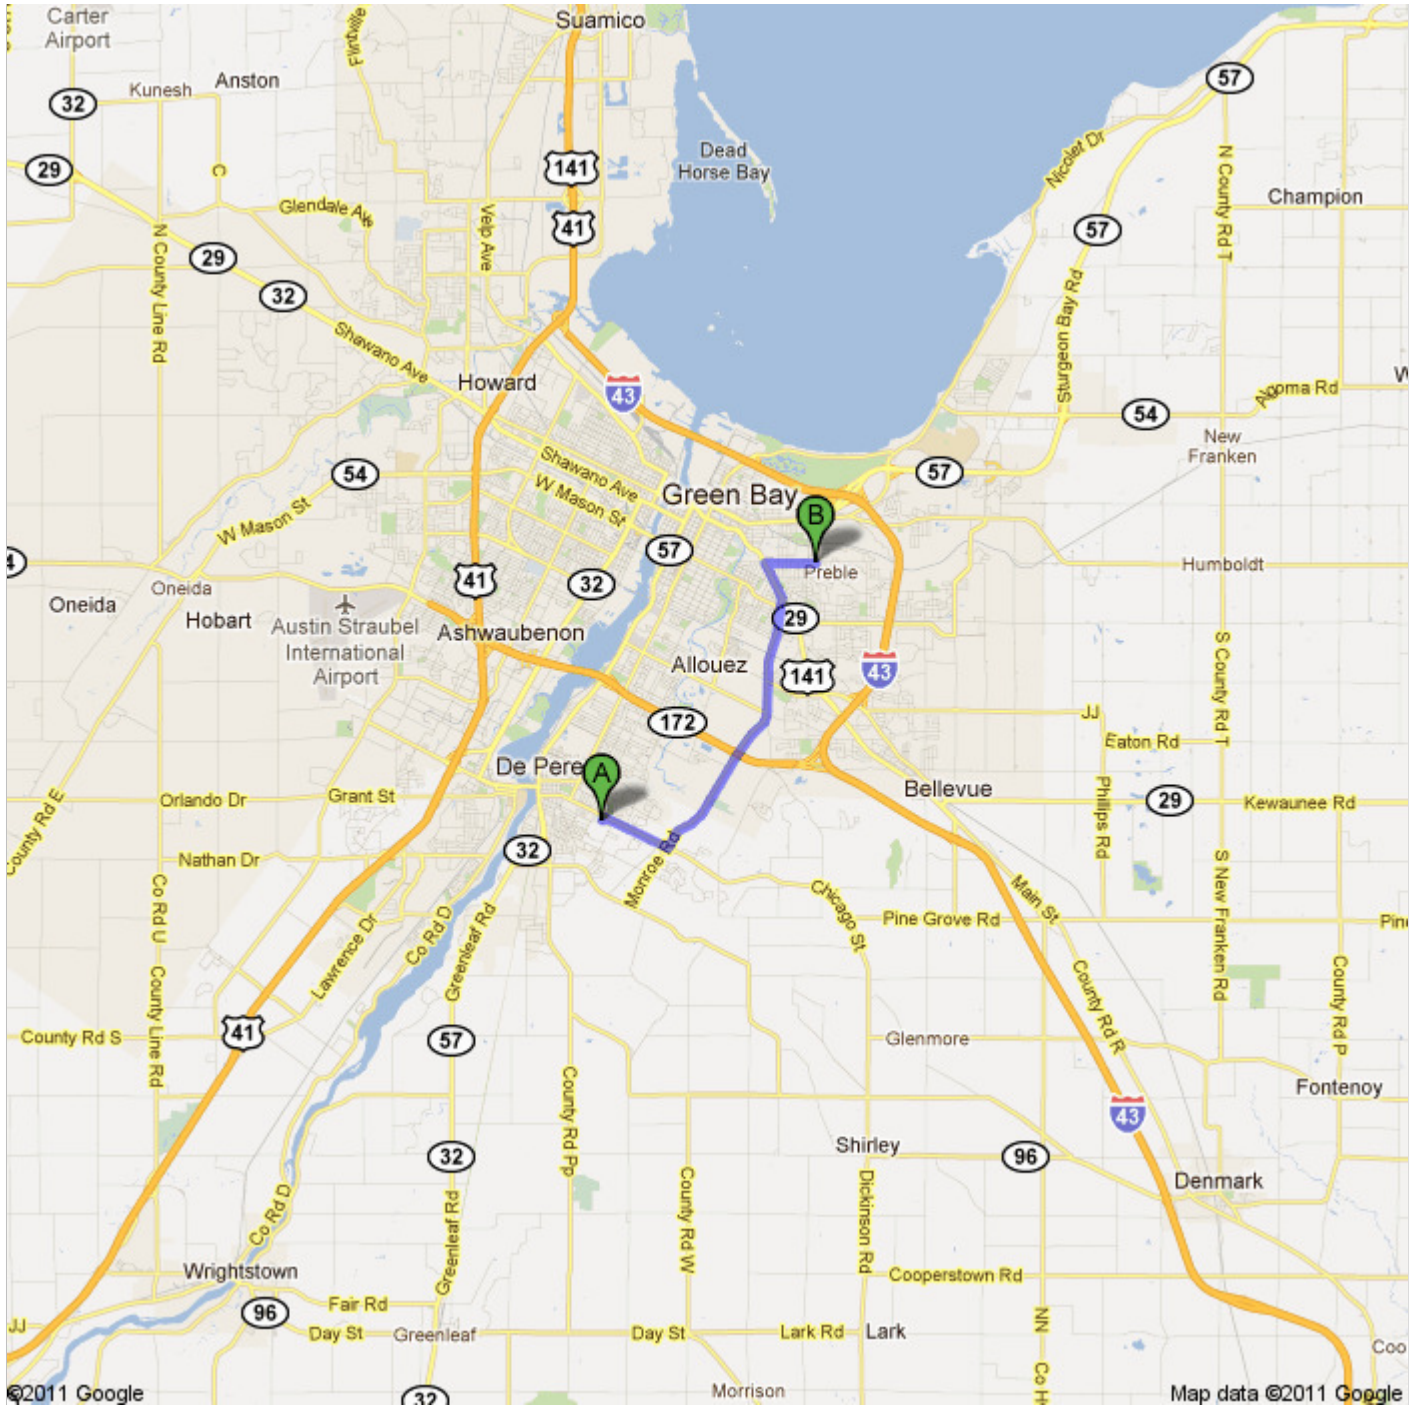 Carter
Airport
Suamico
Flintville
Kunesh
Anston
32
57
29
141
Dead
Horse Bay
Nicolet Dr
N County Rd T
C
Champion
Glendale Ave
Velp Ave
41
57
N County Line Rd
29
32
Sturgeon Bay Rd
Shawano Ave
Howard
43
Algoma Rd
W
54
New
Franken
Shawano Ave
54
57
W Mason St
Green Bay
W Mason St
B
57
4
Humboldt
Oneida
Preble
41
32
Oneida
Hobart
29
Austin Straubel
International
Airport
Ashwaubenon
Allouez
141
43
S County Rd T
172
JJ
Eaton Rd
De Pere
A
Bellevue
Orlando Dr
Grant St
Phillips Rd
29
Kewaunee Rd
County Rd E
Nathan Dr
32
Monroe Rd
Co Rd U
Chicago St
Main St
S New Franken Rd
Pine Grove Rd
Pine
Co Rd D
Lawrence Dr
Greenleaf Rd
County Line Rd
County Rd R
County Rd P
County Rd S
41
57
Glenmore
County Rd Pp
Fontenoy
43
Shirley
32
96
Denmark
Co Rd D
County Rd W
Dickinson Rd
Greenleaf Rd
Wrightstown
Cooperstown Rd
96
Fair Rd
JJ
Day St
Greenleaf
Day St
Lark Rd
Lark
NN
Coo
Co H
©2011 Google
32
Morrison
Map data ©2011 Google